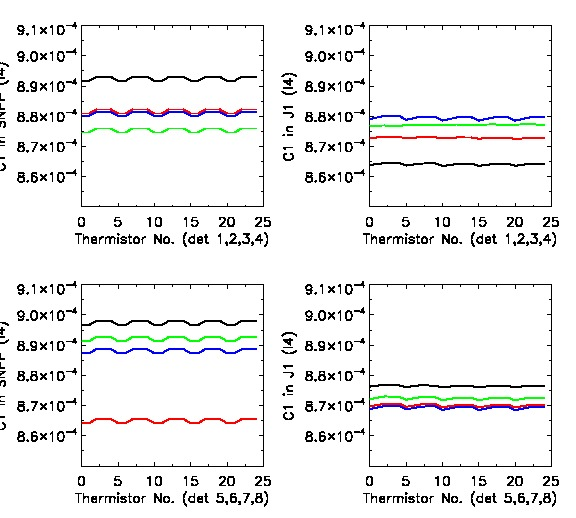 9.1×10⁻⁴ 9.1×10⁻⁴
9.0×10⁻⁴ 9.0×10⁻⁴
8.9×10⁻⁴ 8.9×10⁻⁴
8.8×10⁻⁴ 8.8×10⁻⁴
8.7×10⁻⁴ 8.7×10⁻⁴
8.6×10⁻⁴ 8.6×10⁻⁴
C1 in SNPP (I4)
C1 in J1 (I4)
0 5 10 15 20 25 0 5 10 15 20 25
Thermistor No. (det 1,2,3,4) Thermistor No. (det 1,2,3,4)
9.1×10⁻⁴ 9.1×10⁻⁴
9.0×10⁻⁴ 9.0×10⁻⁴
8.9×10⁻⁴ 8.9×10⁻⁴
8.8×10⁻⁴ 8.8×10⁻⁴
8.7×10⁻⁴ 8.7×10⁻⁴
8.6×10⁻⁴ 8.6×10⁻⁴
C1 in SNPP (I4)
C1 in J1 (I4)
0 5 10 15 20 25 0 5 10 15 20 25
Thermistor No. (det 5,6,7,8) Thermistor No. (det 5,6,7,8)